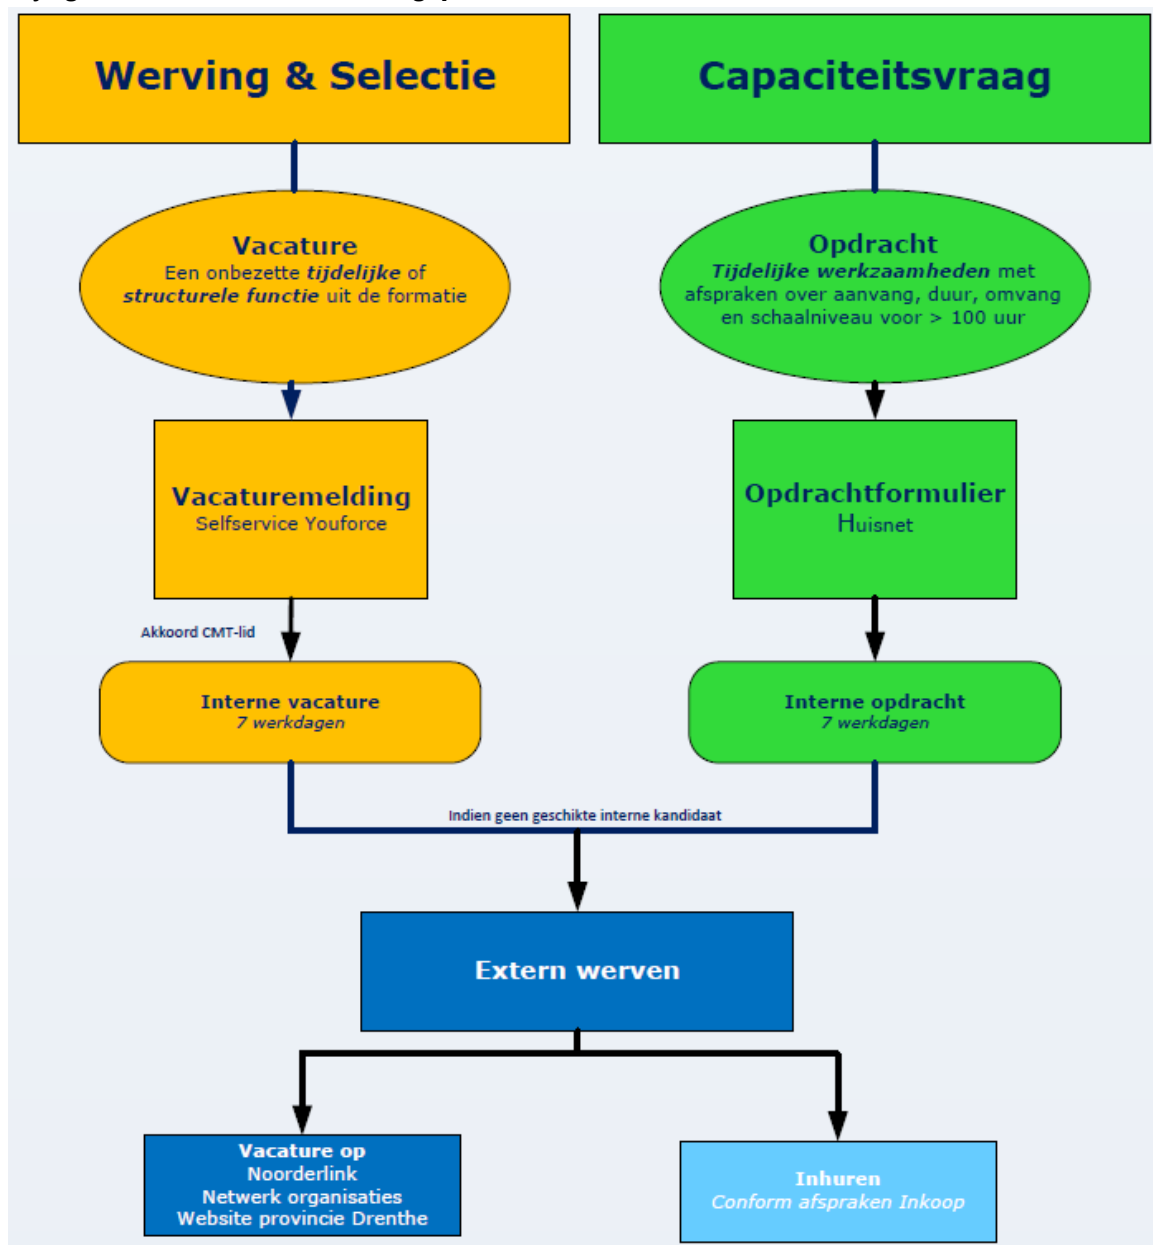 Werving & Selectie
Vacature
Een onbezette tijdelijke of
structurele functie uit de formatie
Vacaturemelding
Selfservice Youforce
Akkoord CMT-lid
Interne vacature
7 werkdagen
Capaciteitsvraag
Opdracht
Tijdelijke werkzaamheden met
afspraken over aanvang, duur, omvang
en schaalniveau voor > 100 uur
Opdrachtformulier
Huisnet
Interne opdracht
7 werkdagen
Indien geen geschikte interne kandidaat
Extern werven
Vacature op
Noorderlink
Netwerk organisaties
Website provincie Drenthe
Inhuren
Conform afspraken Inkoop